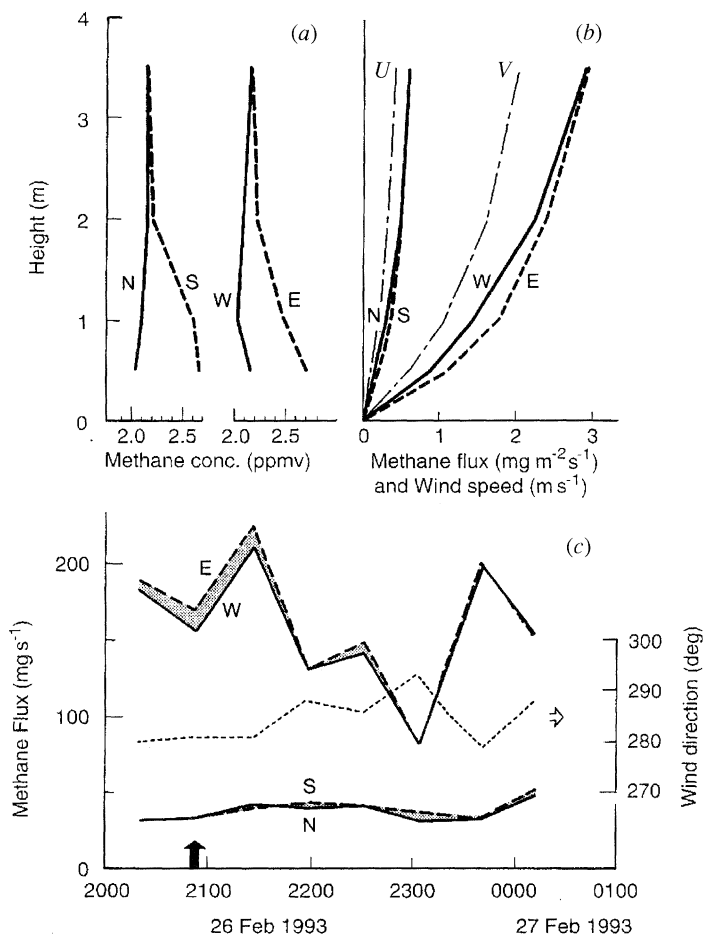 (a)
(b)
4
3
2
1
0
Height (m)
N
S
W
E
2.0
2.5
2.0
2.5
Methane conc. (ppmv)
U
V
N
S
W
E
0
1
2
3
Methane flux (mg m⁻² s⁻¹)
and Wind speed (m s⁻¹)
(c)
200
100
0
Methane Flux (mg s⁻¹)
E
W
S
N
300
290
280
270
Wind direction (deg)
2000
2100
2200
2300
0000
0100
26 Feb 1993
27 Feb 1993